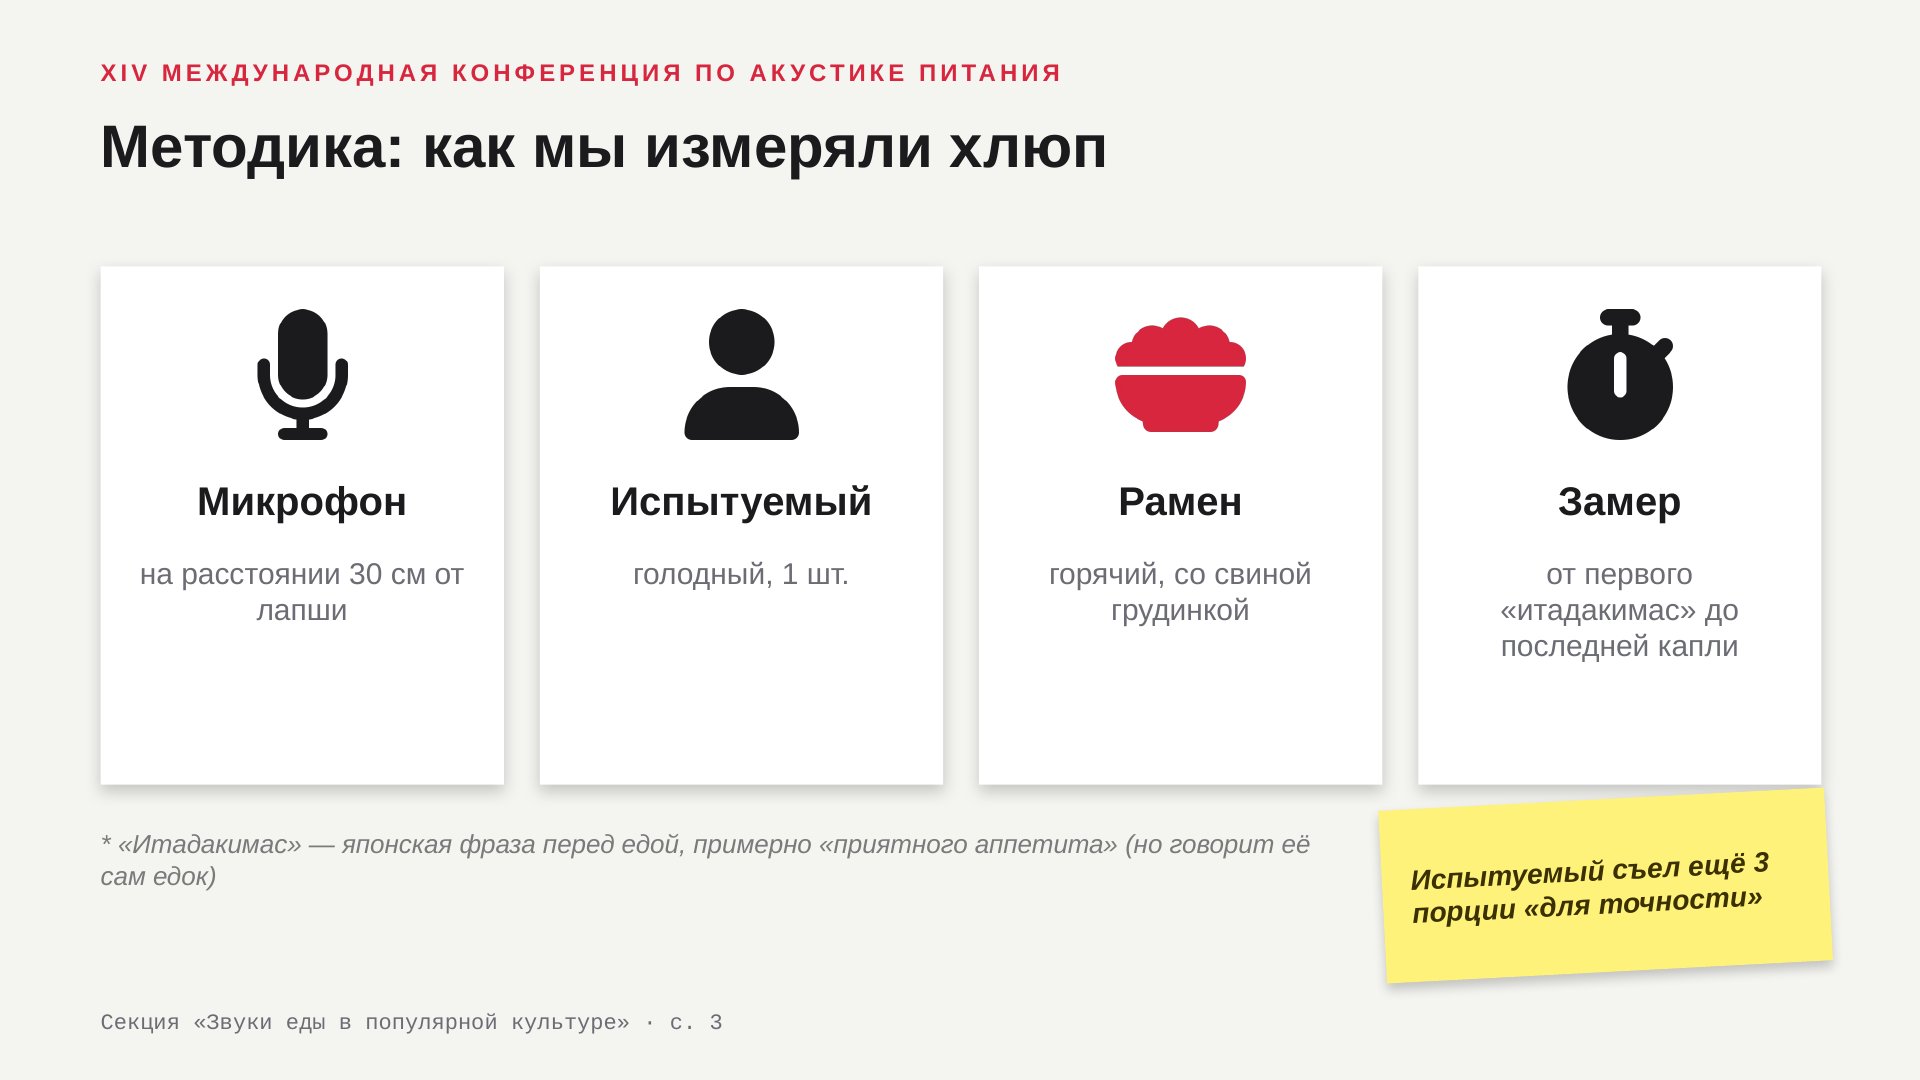 XIV МЕЖДУНАРОДНАЯ КОНФЕРЕНЦИЯ ПО АКУСТИКЕ ПИТАНИЯ
Методика: как мы измеряли хлюп
Микрофон
на расстоянии 30 см от
лапши
Испытуемый
голодный, 1 шт.
Рамен
горячий, со свиной
грудинкой
Замер
от первого
«итадакимас» до
последней капли
* «Итадакимас» — японская фраза перед едой, примерно «приятного аппетита» (но говорит её
сам едок)
Испытуемый съел ещё 3
порции «для точности»
Секция «Звуки еды в популярной культуре» · с. 3